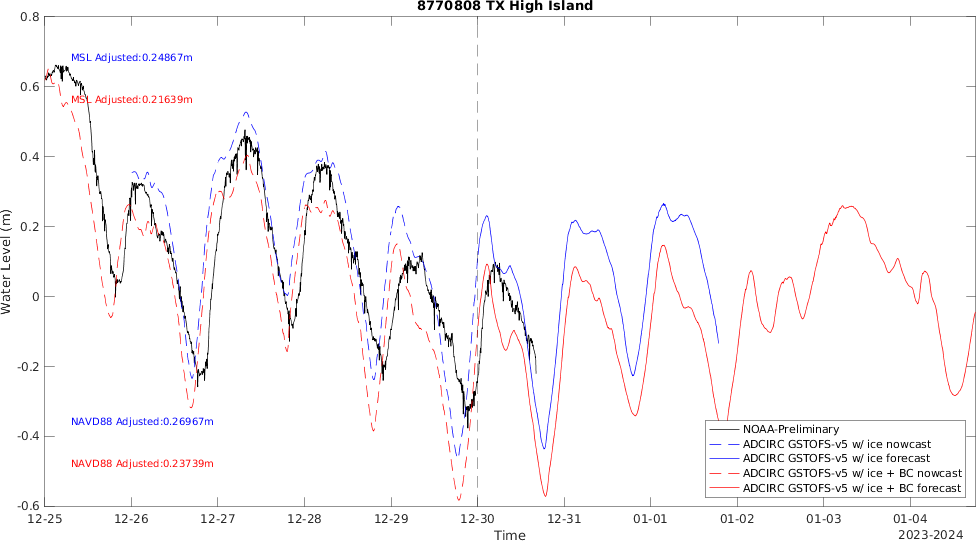 8770808 TX High Island
0.8
0.6
0.4
0.2
0
-0.2
-0.4
-0.6
Water Level (m)
MSL Adjusted:0.24867m
MSL Adjusted:0.21639m
NAVD88 Adjusted:0.26967m
NAVD88 Adjusted:0.23739m
NOAA-Preliminary
ADCIRC GSTOFS-v5 w/ ice nowcast
ADCIRC GSTOFS-v5 w/ ice forecast
ADCIRC GSTOFS-v5 w/ ice + BC nowcast
ADCIRC GSTOFS-v5 w/ ice + BC forecast
12-25 12-26 12-27 12-28 12-29 12-30 12-31 01-01 01-02 01-03 01-04
Time
2023-2024